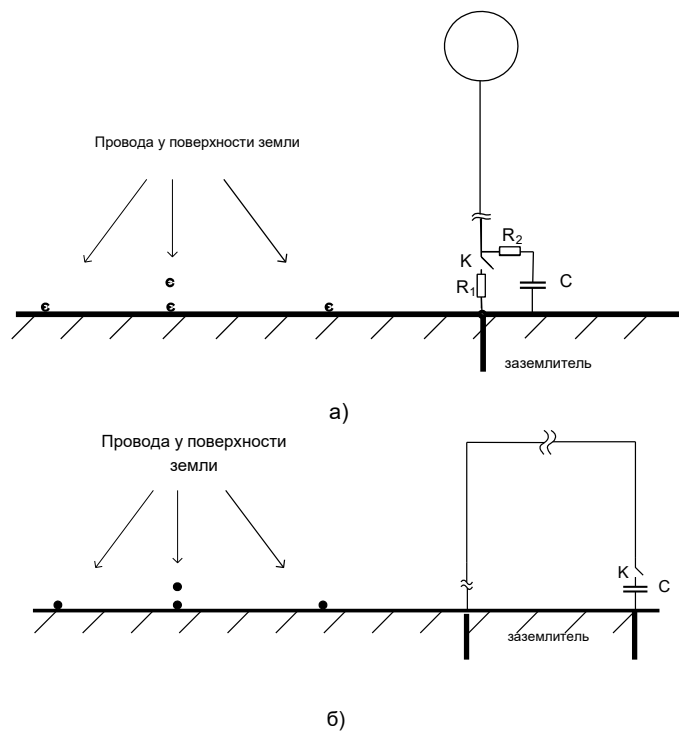 Провода у поверхности земли
R2
K
R1
C
є
є
є
є
заземлитель
а)
Провода у поверхности
земли
K
C
заземлитель
б)